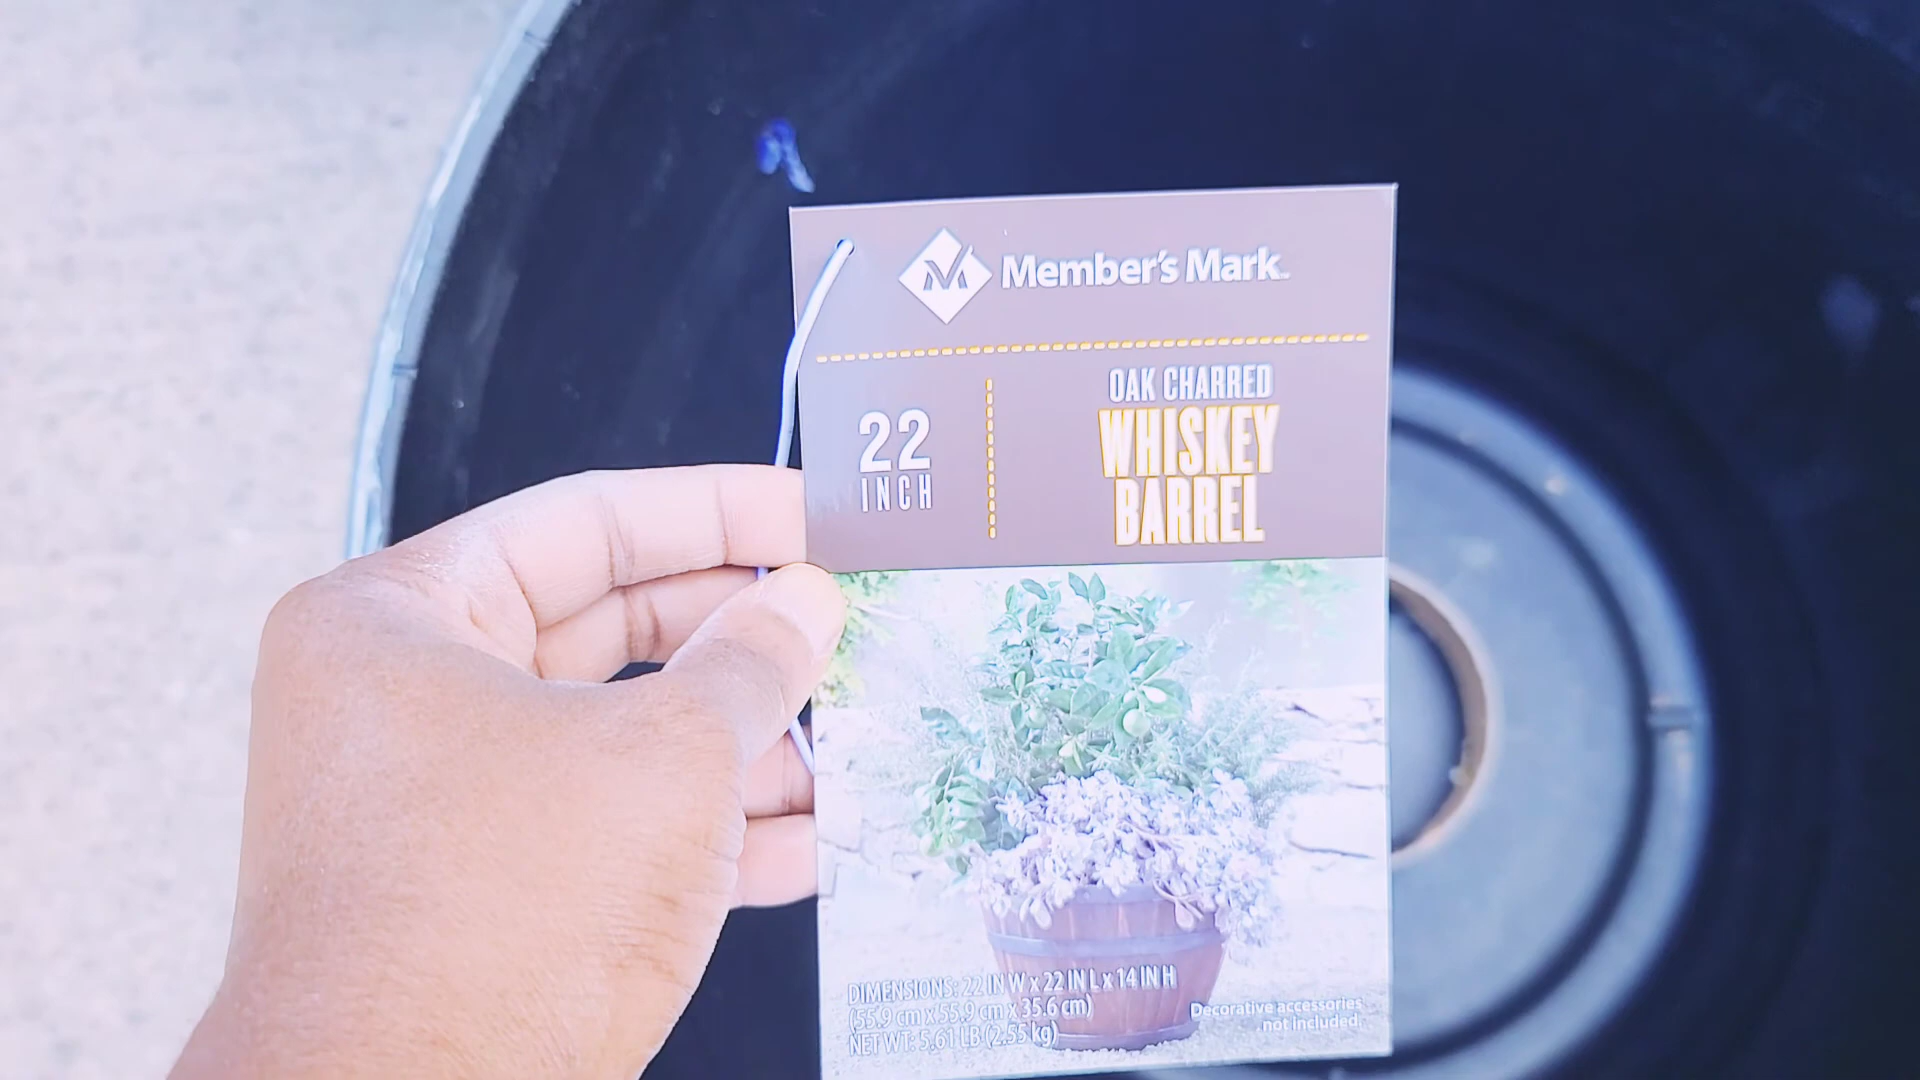 Member's Mark™
22
INCH
OAK CHARRED
WHISKEY
BARREL
DIMENSIONS: 22 IN W x 22 IN L x 14 IN H
(55.9 cm x 55.9 cm x 35.6 cm)
NET WT: 5.61 LB (2.55 kg)
Decorative accessories
not included.